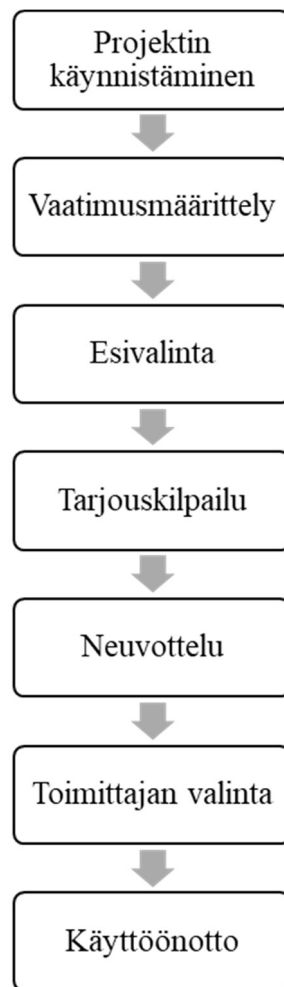 Projektin
käynnistäminen
Vaatimusmäärittely
Esivalinta
Tarjouskilpailu
Neuvottelu
Toimittajan valinta
Käyttöönotto